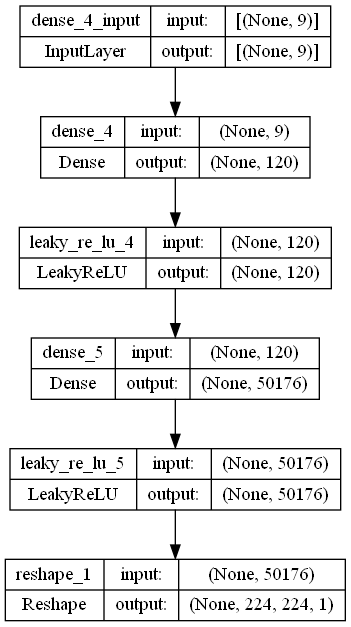 dense_4_input input: [(None, 9)]
InputLayer output: [(None, 9)]
dense_4 input: (None, 9)
Dense output: (None, 120)
leaky_re_lu_4 input: (None, 120)
LeakyReLU output: (None, 120)
dense_5 input: (None, 120)
Dense output: (None, 50176)
leaky_re_lu_5 input: (None, 50176)
LeakyReLU output: (None, 50176)
reshape_1 input: (None, 50176)
Reshape output: (None, 224, 224, 1)